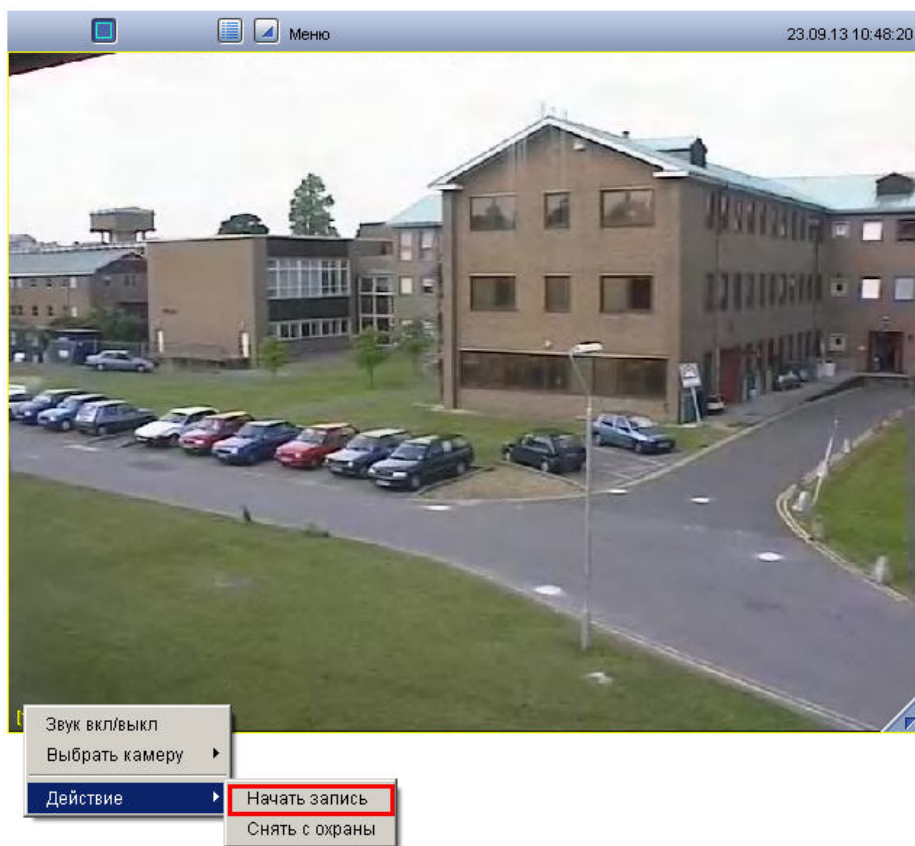 Меню
23.09.13 10:48:20
Звук вкл/выкл
Выбрать камеру
Действие
Начать запись
Снять с охраны